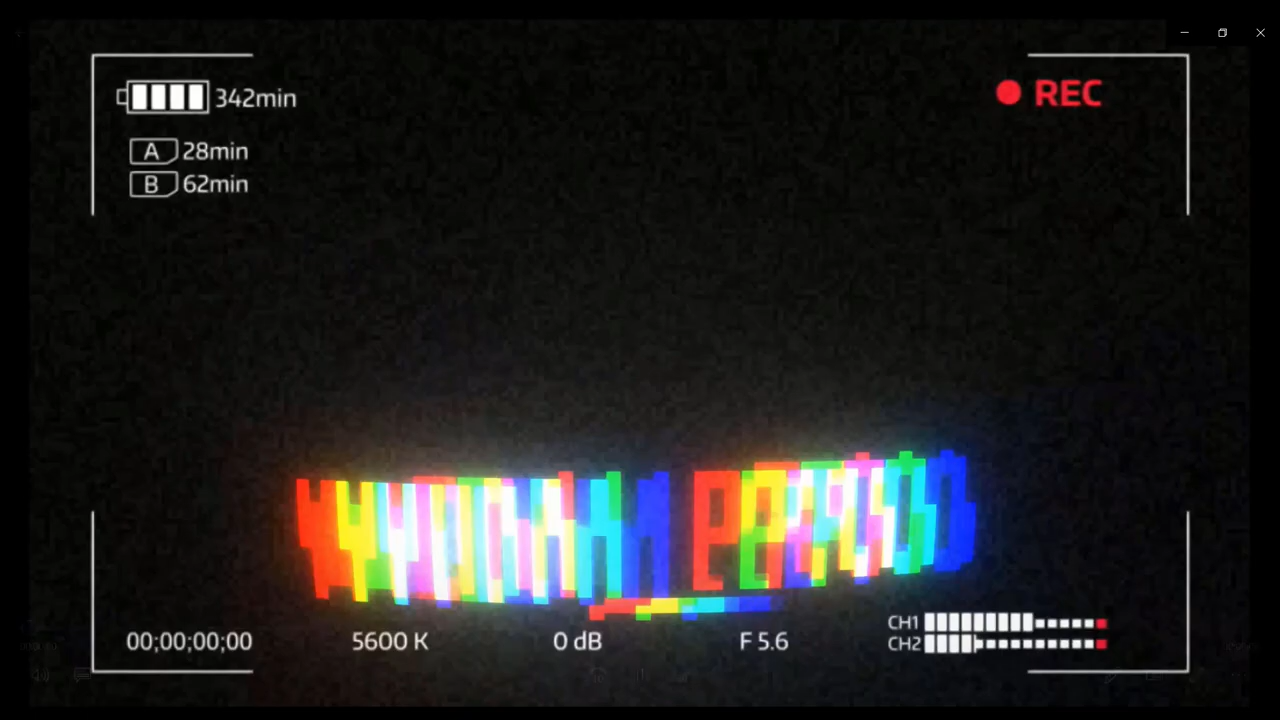 342min
REC
A 28min
B 62min
00;00;00;00
5600 K
0 dB
F 5.6
CH1
CH2